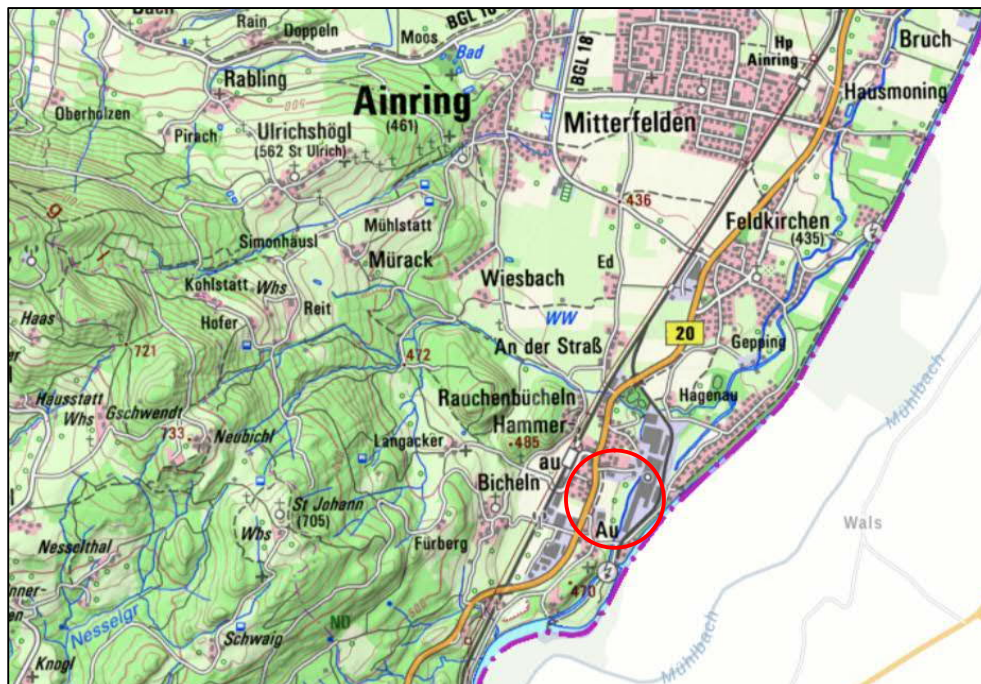 Rain
Doppeln
Moos
BGL 18
Bad
BGL 18
Hp
Ainring
Bruch
Rabling
Oberholzen
500
Ainring
(461)
Hausmoning
Pirach
Ulrichshögl
(562 St Ulrich)
Mitterfelden
436
Mühlstatt
Feldkirchen
(435)
Simonhäusl
Mürack
Ed
Kohlstatt
Whs
Wiesbach
Haag
Hofer
Reit
WW
20
721
472
An der Straß
Gepping
Mühlbach
Hausstatt
Whs
Gschwendt
Rauchenbücheln
Hagenau
733
Neubichl
Hammer-
Langacker
485
au
Bicheln
St Johann
(705)
Wals
Whs
Au
Nesselthal
Fürberg
470
Nesselgr
ND
Schwaig
Mühlbach
Knogl